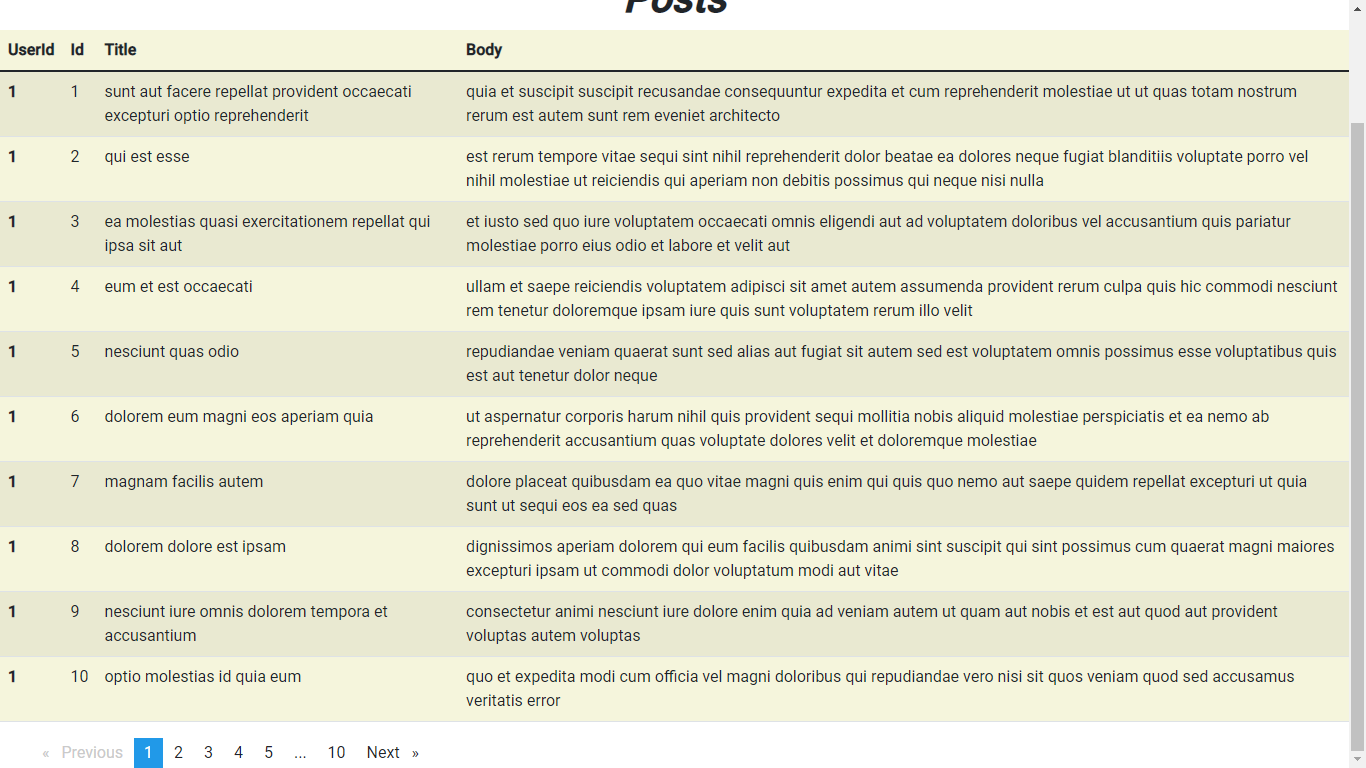 Posts
UserId Id Title Body
1 1 sunt aut facere repellat provident occaecati quia et suscipit suscipit recusandae consequuntur expedita et cum reprehenderit molestiae ut ut quas totam nostrum
excepturi optio reprehenderit rerum est autem sunt rem eveniet architecto
1 2 qui est esse est rerum tempore vitae sequi sint nihil reprehenderit dolor beatae ea dolores neque fugiat blanditiis voluptate porro vel
nihil molestiae ut reiciendis qui aperiam non debitis possimus qui neque nisi nulla
1 3 ea molestias quasi exercitationem repellat qui et iusto sed quo iure voluptatem occaecati omnis eligendi aut ad voluptatem doloribus vel accusantium quis pariatur
ipsa sit aut molestiae porro eius odio et labore et velit aut
1 4 eum et est occaecati ullam et saepe reiciendis voluptatem adipisci sit amet autem assumenda provident rerum culpa quis hic commodi nesciunt
rem tenetur doloremque ipsam iure quis sunt voluptatem rerum illo velit
1 5 nesciunt quas odio repudiandae veniam quaerat sunt sed alias aut fugiat sit autem sed est voluptatem omnis possimus esse voluptatibus quis
est aut tenetur dolor neque
1 6 dolorem eum magni eos aperiam quia ut aspernatur corporis harum nihil quis provident sequi mollitia nobis aliquid molestiae perspiciatis et ea nemo ab
reprehenderit accusantium quas voluptate dolores velit et doloremque molestiae
1 7 magnam facilis autem dolore placeat quibusdam ea quo vitae magni quis enim qui quis quo nemo aut saepe quidem repellat excepturi ut quia
sunt ut sequi eos ea sed quas
1 8 dolorem dolore est ipsam dignissimos aperiam dolorem qui eum facilis quibusdam animi sint suscipit qui sint possimus cum quaerat magni maiores
excepturi ipsam ut commodi dolor voluptatum modi aut vitae
1 9 nesciunt iure omnis dolorem tempora et consectetur animi nesciunt iure dolore enim quia ad veniam autem ut quam aut nobis et est aut quod aut provident
accusantium voluptas autem voluptas
1 10 optio molestias id quia eum quo et expedita modi cum officia vel magni doloribus qui repudiandae vero nisi sit quos veniam quod sed accusamus
veritatis error
« Previous 1 2 3 4 5 ... 10 Next »